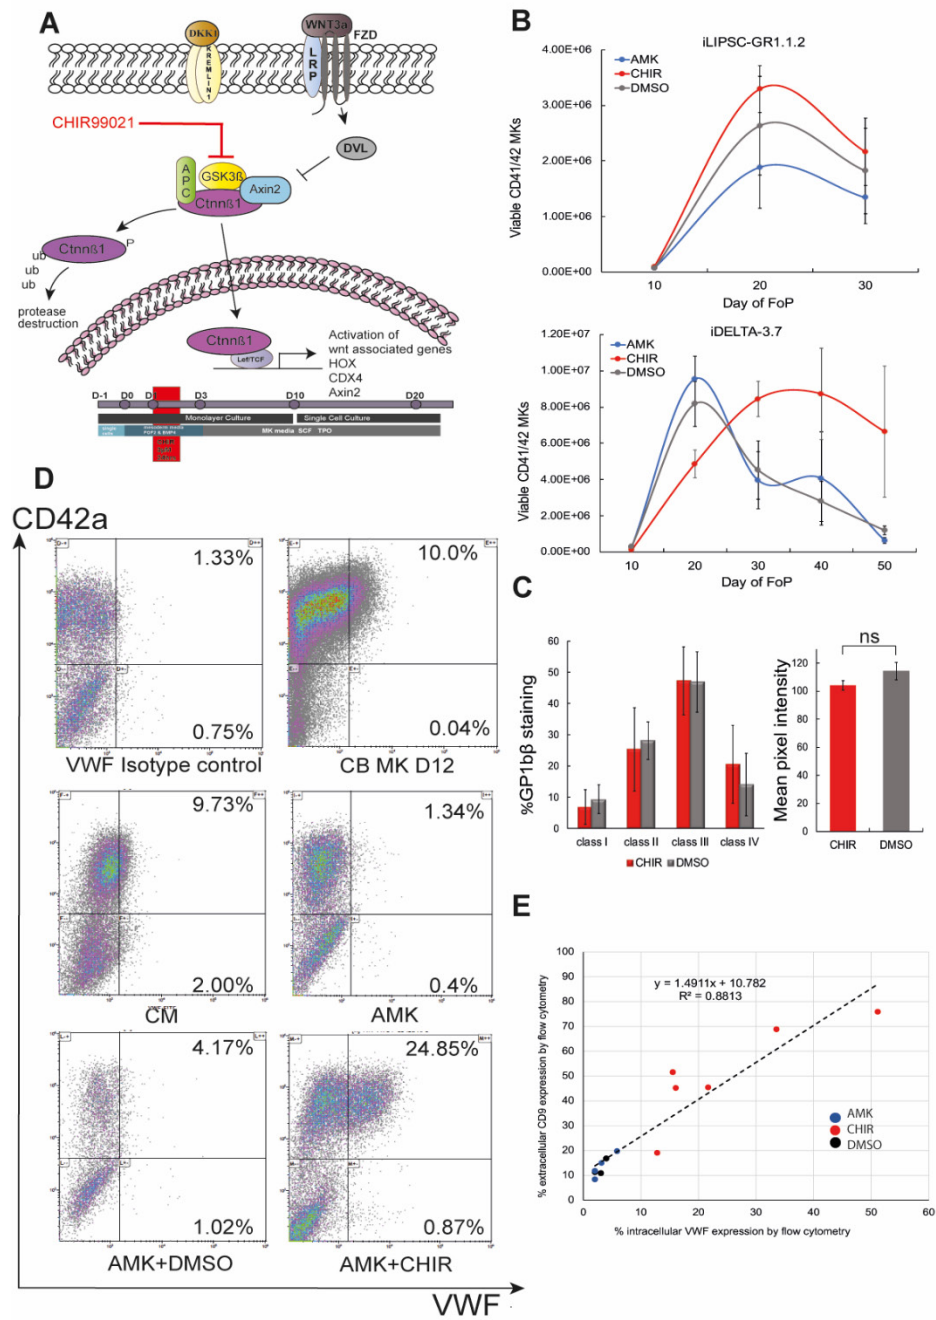 A
DKK1
KREMLIN1
WNT3a
FZD
LRP
CHIR99021
DVL
APC
GSK3ß
Axin2
Ctnnß1
Ctnnß1
P
ub
ub
ub
protease
destruction
Ctnnß1
Lef/TCF
Activation of
wnt associated genes
HOX
CDX4
Axin2
D-1 D0 D1 D3 D10 D20
Monolayer Culture Single Cell Culture
MK media SCF TPO
B
iLIPSC-GR1.1.2
AMK
CHIR
DMSO
Viable CD41/42 MKs
4.00E+06
3.00E+06
2.00E+06
1.00E+06
0.00E+00
10 20 30
Day of FoP
iDELTA-3.7
AMK
CHIR
DMSO
Viable CD41/42 MKs
1.20E+07
1.00E+07
8.00E+06
6.00E+06
4.00E+06
2.00E+06
0.00E+00
10 20 30 40 50
Day of FoP
C
%GP1bβ staining
60
50
40
30
20
10
0
class I class II class III class IV
CHIR DMSO
ns
Mean pixel intensity
120
100
80
60
40
20
0
CHIR DMSO
D
CD42a
1.33%
0.75%
VWF Isotype control
10.0%
0.04%
CB MK D12
9.73%
2.00%
CM
1.34%
0.4%
AMK
4.17%
1.02%
AMK+DMSO
24.85%
0.87%
AMK+CHIR
VWF
E
% extracellular CD9 expression by flow cytometry
100
90
80
70
60
50
40
30
20
10
0
y = 1.4911x + 10.782
R² = 0.8813
AMK
CHIR
DMSO
0 10 20 30 40 50 60
% intracellular VWF expression by flow cytometry